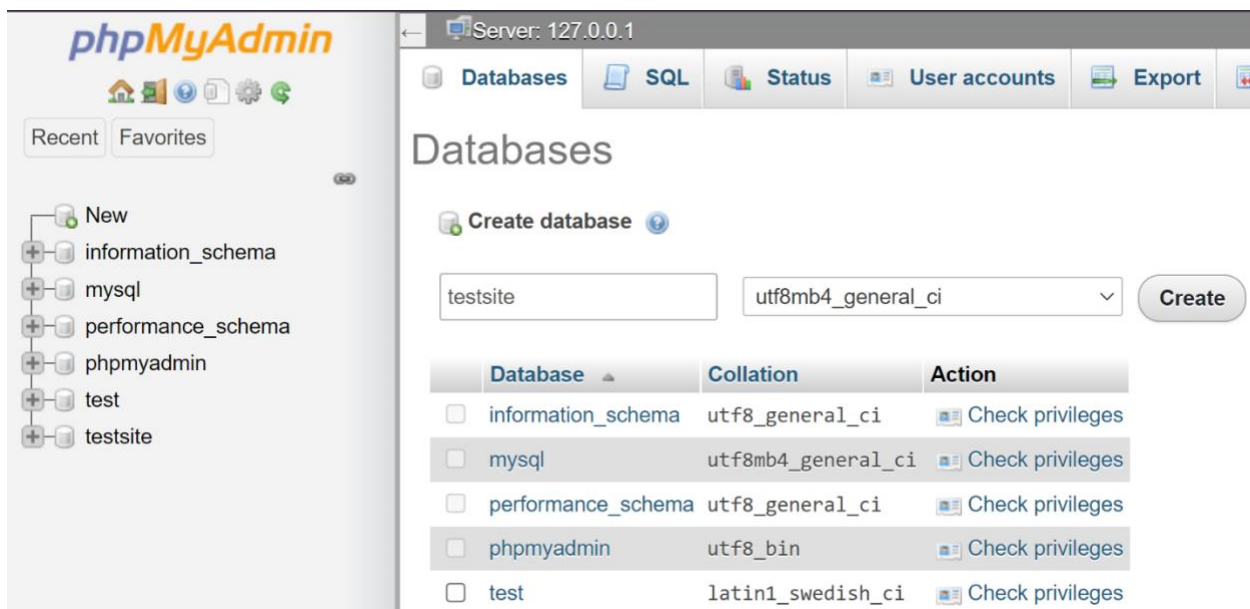 phpMyAdmin
Recent Favorites
New
information_schema
mysql
performance_schema
phpmyadmin
test
testsite
Server: 127.0.0.1
Databases SQL Status User accounts Export
Databases
Create database
testsite utf8mb4_general_ci Create
Database Collation Action
information_schema utf8_general_ci Check privileges
mysql utf8mb4_general_ci Check privileges
performance_schema utf8_general_ci Check privileges
phpmyadmin utf8_bin Check privileges
test latin1_swedish_ci Check privileges